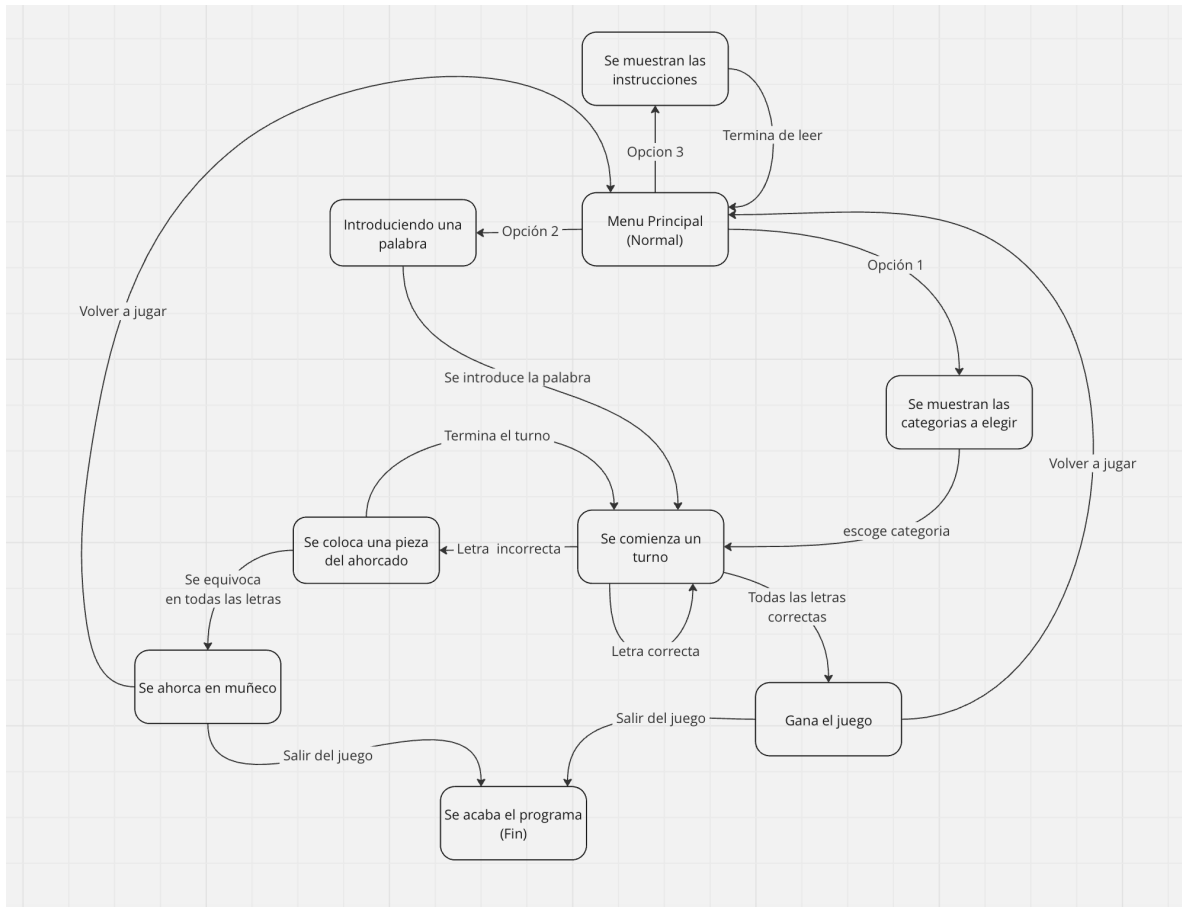 Se muestran las
instrucciones
Termina de leer
Opcion 3
Menu Principal
(Normal)
Introduciendo una
palabra
Opción 2
Opción 1
Volver a jugar
Se introduce la palabra
Se muestran las
categorias a elegir
Termina el turno
Volver a jugar
Se coloca una pieza
del ahorcado
Letra incorrecta
Se comienza un
turno
escoge categoria
Se equivoca
en todas las letras
Todas las letras
correctas
Letra correcta
Se ahorca en muñeco
Gana el juego
Salir del juego
Salir del juego
Se acaba el programa
(Fin)